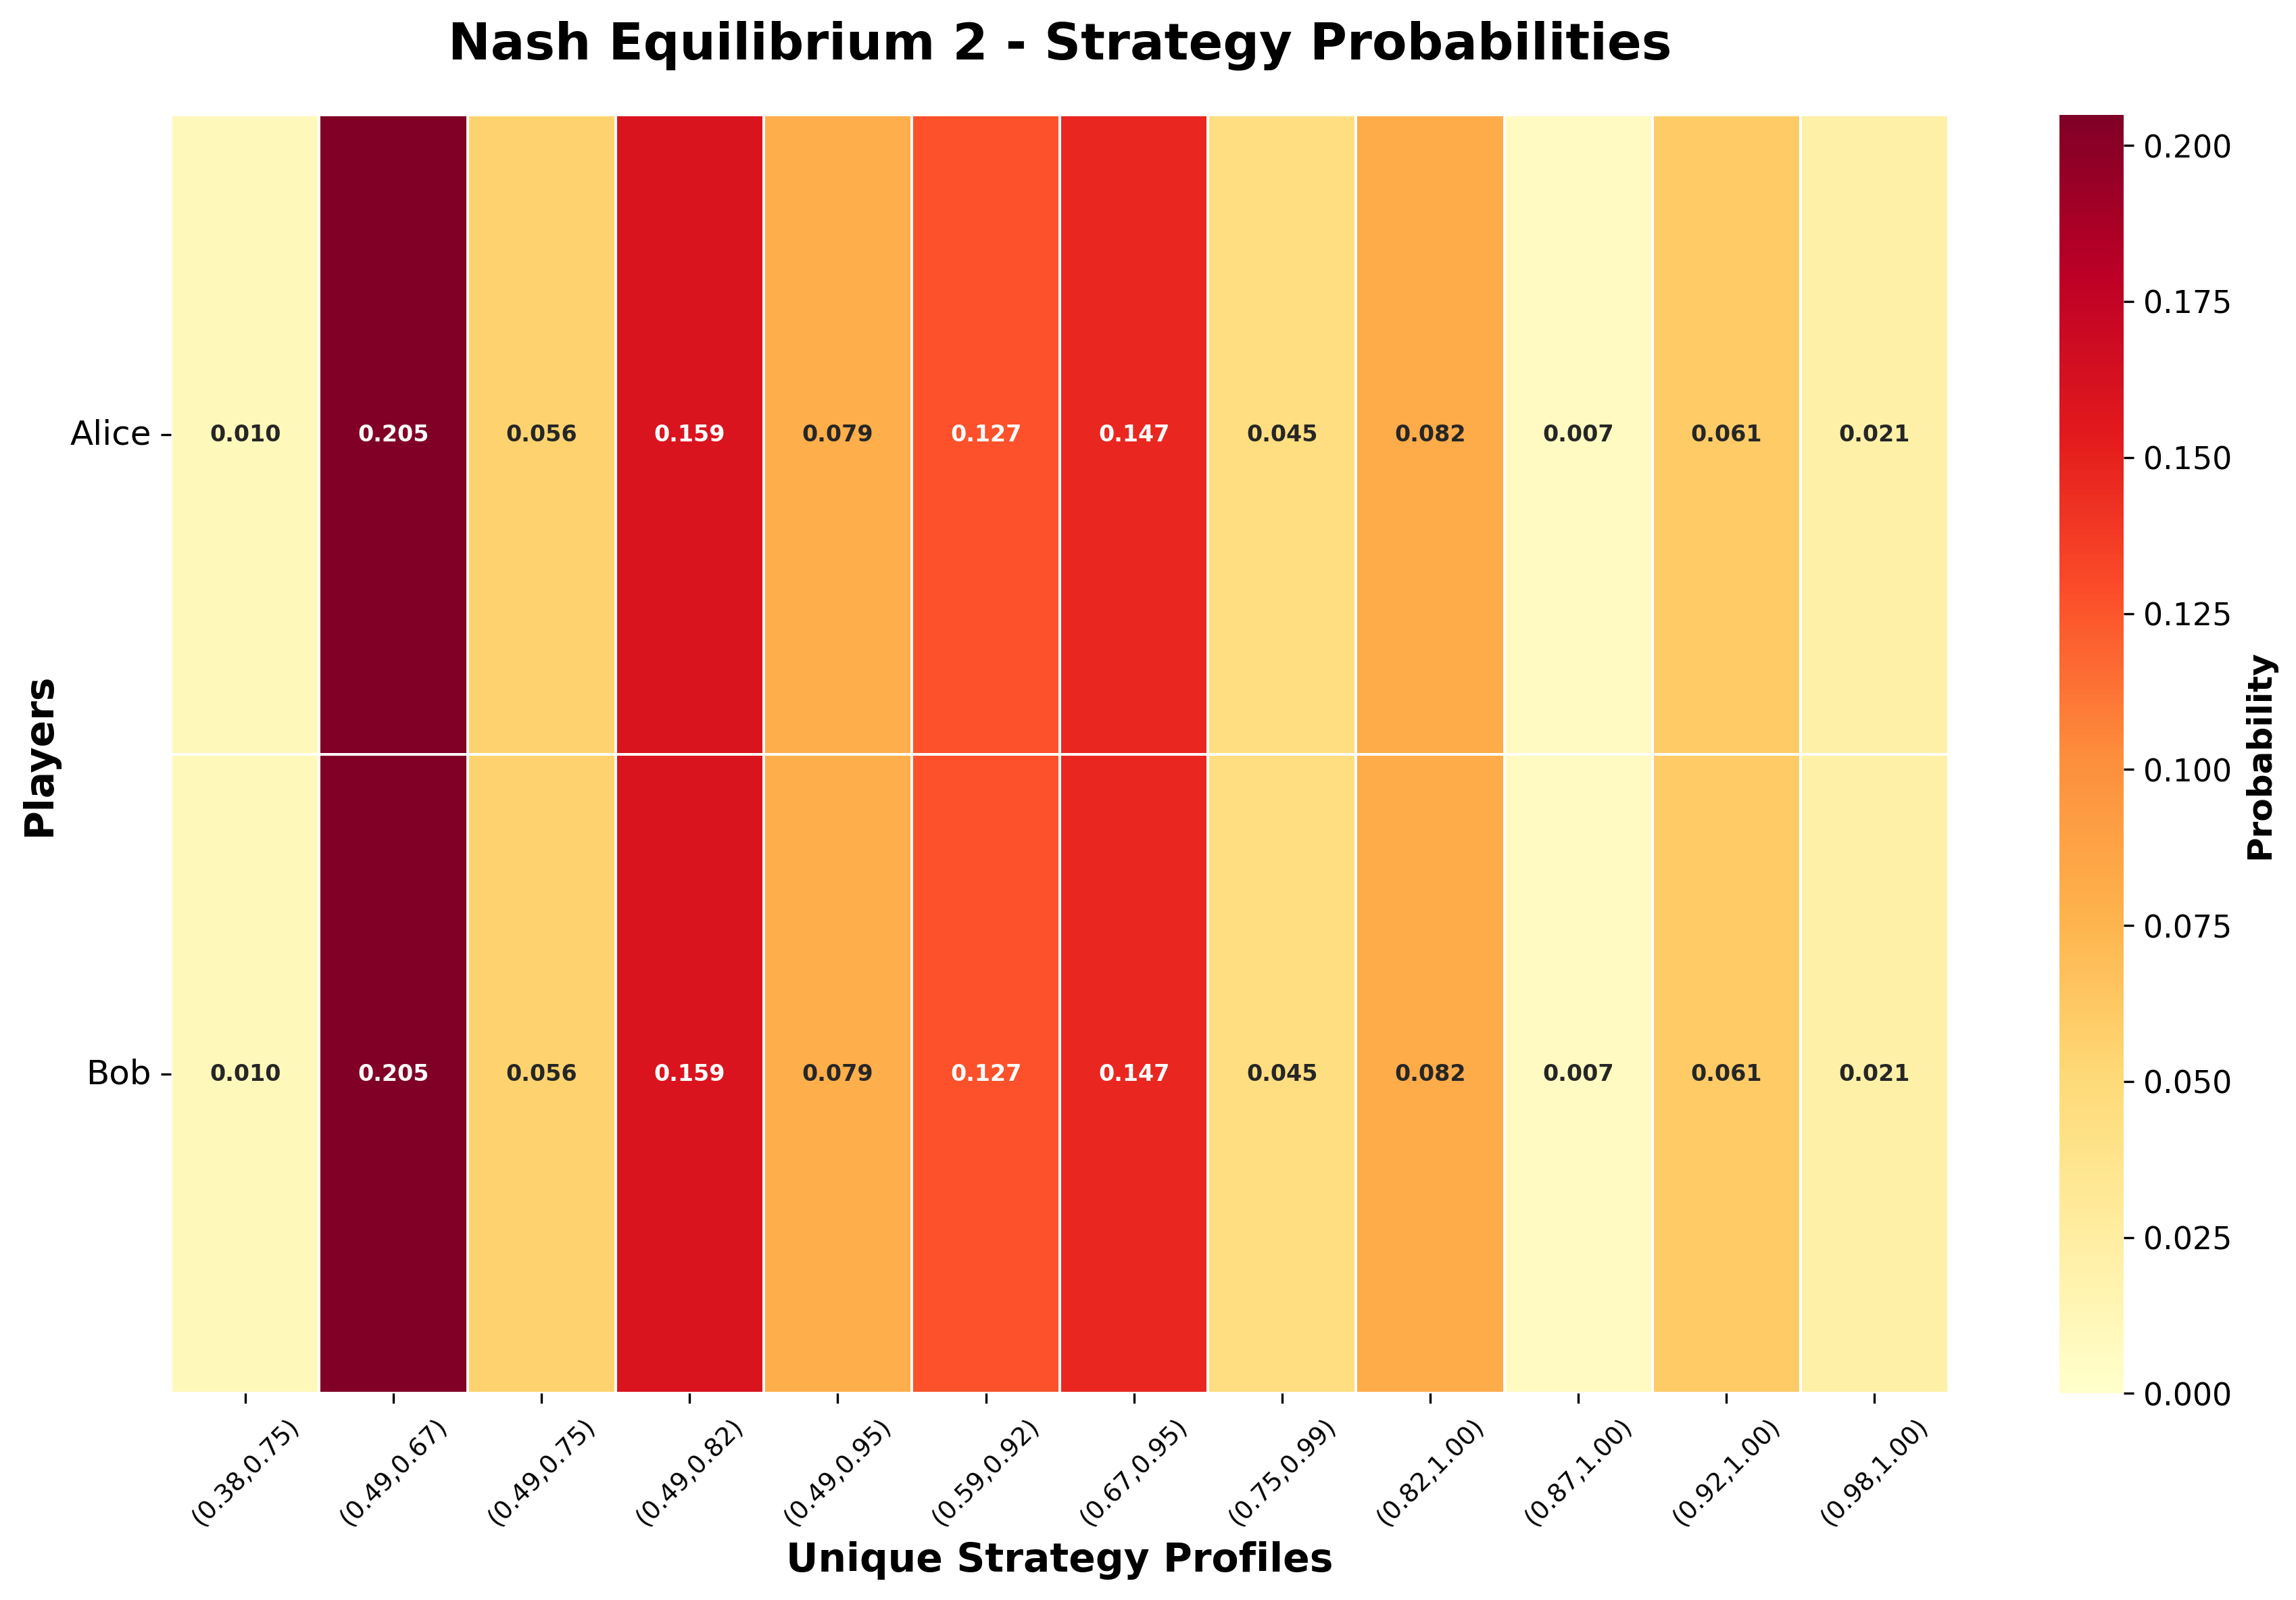 Nash Equilibrium 2 - Strategy Probabilities
Players
Alice
0.010 0.205 0.056 0.159 0.079 0.127 0.147 0.045 0.082 0.007 0.061 0.021
Bob
0.010 0.205 0.056 0.159 0.079 0.127 0.147 0.045 0.082 0.007 0.061 0.021
(0.38,0.75) (0.49,0.67) (0.49,0.75) (0.49,0.82) (0.49,0.95) (0.59,0.92) (0.67,0.95) (0.75,0.99) (0.82,1.00) (0.87,1.00) (0.92,1.00) (0.98,1.00)
Unique Strategy Profiles
0.200
0.175
0.150
0.125
0.100
0.075
0.050
0.025
0.000
Probability